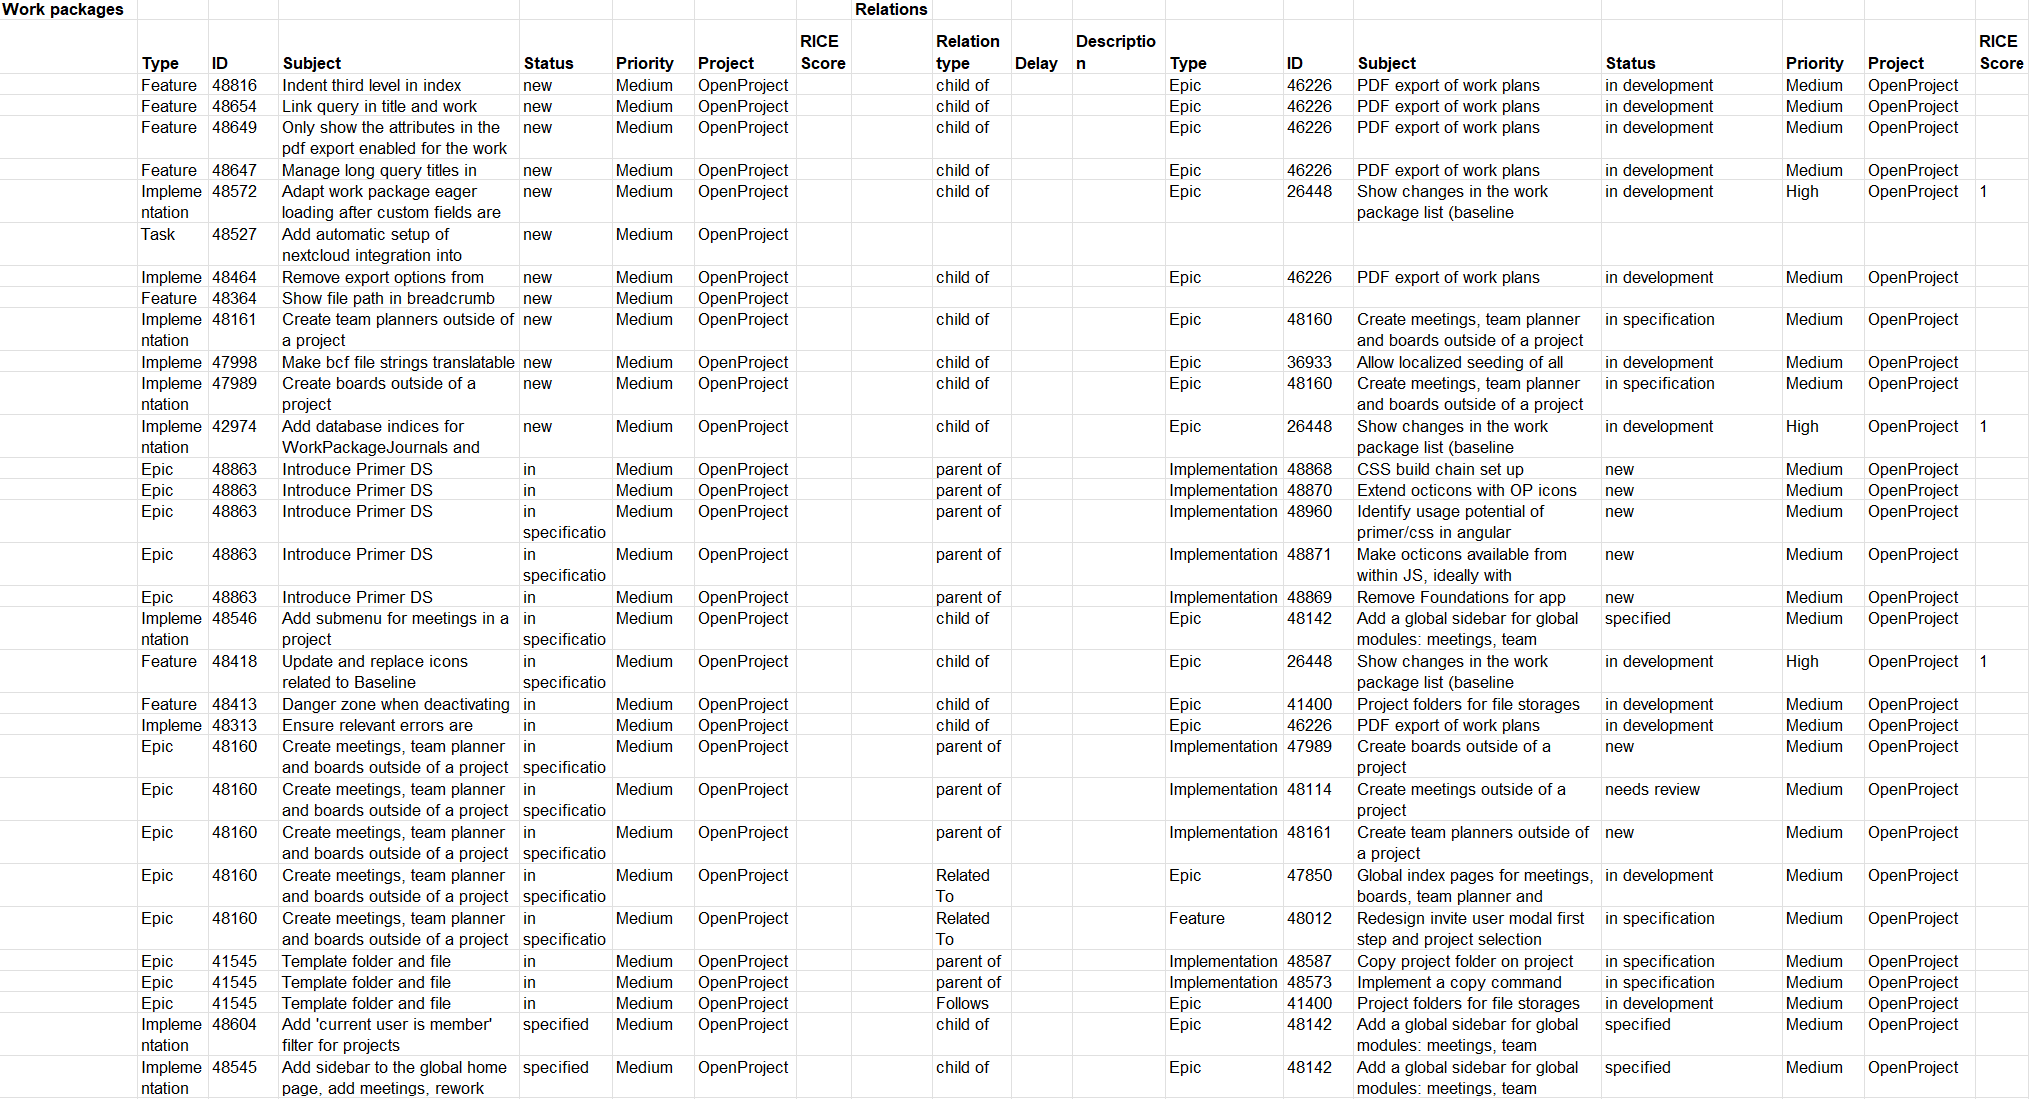 Work packages Relations
Type ID Subject Status Priority Project RICE Score Relation type Delay Descriptio n Type ID Subject Status Priority Project RICE Score
Feature 48816 Indent third level in index new Medium OpenProject child of Epic 46226 PDF export of work plans in development Medium OpenProject
Feature 48654 Link query in title and work new Medium OpenProject child of Epic 46226 PDF export of work plans in development Medium OpenProject
Feature 48649 Only show the attributes in the new Medium OpenProject child of Epic 46226 PDF export of work plans in development Medium OpenProject
pdf export enabled for the work
Feature 48647 Manage long query titles in new Medium OpenProject child of Epic 46226 PDF export of work plans in development Medium OpenProject
Impleme 48572 Adapt work package eager new Medium OpenProject child of Epic 26448 Show changes in the work in development High OpenProject 1
ntation loading after custom fields are package list (baseline
Task 48527 Add automatic setup of new Medium OpenProject
nextcloud integration into
Impleme 48464 Remove export options from new Medium OpenProject child of Epic 46226 PDF export of work plans in development Medium OpenProject
Feature 48364 Show file path in breadcrumb new Medium OpenProject
Impleme 48161 Create team planners outside of new Medium OpenProject child of Epic 48160 Create meetings, team planner in specification Medium OpenProject
ntation a project and boards outside of a project
Impleme 47998 Make bcf file strings translatable new Medium OpenProject child of Epic 36933 Allow localized seeding of all in development Medium OpenProject
Impleme 47989 Create boards outside of a new Medium OpenProject child of Epic 48160 Create meetings, team planner in specification Medium OpenProject
ntation project and boards outside of a project
Impleme 42974 Add database indices for new Medium OpenProject child of Epic 26448 Show changes in the work in development High OpenProject 1
ntation WorkPackageJournals and package list (baseline
Epic 48863 Introduce Primer DS in Medium OpenProject parent of Implementation 48868 CSS build chain set up new Medium OpenProject
Epic 48863 Introduce Primer DS in Medium OpenProject parent of Implementation 48870 Extend octicons with OP icons new Medium OpenProject
Epic 48863 Introduce Primer DS in Medium OpenProject parent of Implementation 48960 Identify usage potential of new Medium OpenProject
specificatio primer/css in angular
Epic 48863 Introduce Primer DS in Medium OpenProject parent of Implementation 48871 Make octicons available from new Medium OpenProject
specificatio within JS, ideally with
Epic 48863 Introduce Primer DS in Medium OpenProject parent of Implementation 48869 Remove Foundations for app new Medium OpenProject
Impleme 48546 Add submenu for meetings in a in Medium OpenProject child of Epic 48142 Add a global sidebar for global specified Medium OpenProject
ntation project specificatio modules: meetings, team
Feature 48418 Update and replace icons in Medium OpenProject child of Epic 26448 Show changes in the work in development High OpenProject 1
related to Baseline specificatio package list (baseline
Feature 48413 Danger zone when deactivating in Medium OpenProject child of Epic 41400 Project folders for file storages in development Medium OpenProject
Impleme 48313 Ensure relevant errors are in Medium OpenProject child of Epic 46226 PDF export of work plans in development Medium OpenProject
Epic 48160 Create meetings, team planner in Medium OpenProject parent of Implementation 47989 Create boards outside of a new Medium OpenProject
and boards outside of a project specificatio project
Epic 48160 Create meetings, team planner in Medium OpenProject parent of Implementation 48114 Create meetings outside of a needs review Medium OpenProject
and boards outside of a project specificatio project
Epic 48160 Create meetings, team planner in Medium OpenProject parent of Implementation 48161 Create team planners outside of new Medium OpenProject
and boards outside of a project specificatio a project
Epic 48160 Create meetings, team planner in Medium OpenProject Related Epic 47850 Global index pages for meetings, in development Medium OpenProject
and boards outside of a project specificatio To boards, team planner and
Epic 48160 Create meetings, team planner in Medium OpenProject Related Feature 48012 Redesign invite user modal first in specification Medium OpenProject
and boards outside of a project specificatio To step and project selection
Epic 41545 Template folder and file in Medium OpenProject parent of Implementation 48587 Copy project folder on project in specification Medium OpenProject
Epic 41545 Template folder and file in Medium OpenProject parent of Implementation 48573 Implement a copy command in specification Medium OpenProject
Epic 41545 Template folder and file in Medium OpenProject Follows Epic 41400 Project folders for file storages in development Medium OpenProject
Impleme 48604 Add 'current user is member' specified Medium OpenProject child of Epic 48142 Add a global sidebar for global specified Medium OpenProject
ntation filter for projects modules: meetings, team
Impleme 48545 Add sidebar to the global home specified Medium OpenProject child of Epic 48142 Add a global sidebar for global specified Medium OpenProject
ntation page, add meetings, rework modules: meetings, team